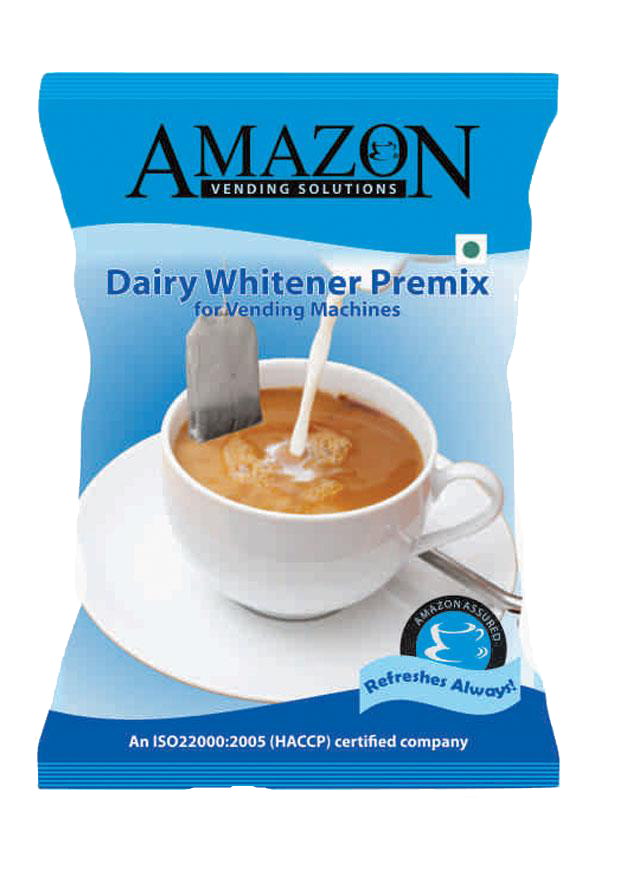 AMAZON
VENDING SOLUTIONS
Dairy Whitener Premix
for Vending Machines
AMAZON ASSURED
Refreshes Always!
An ISO22000:2005 (HACCP) certified company